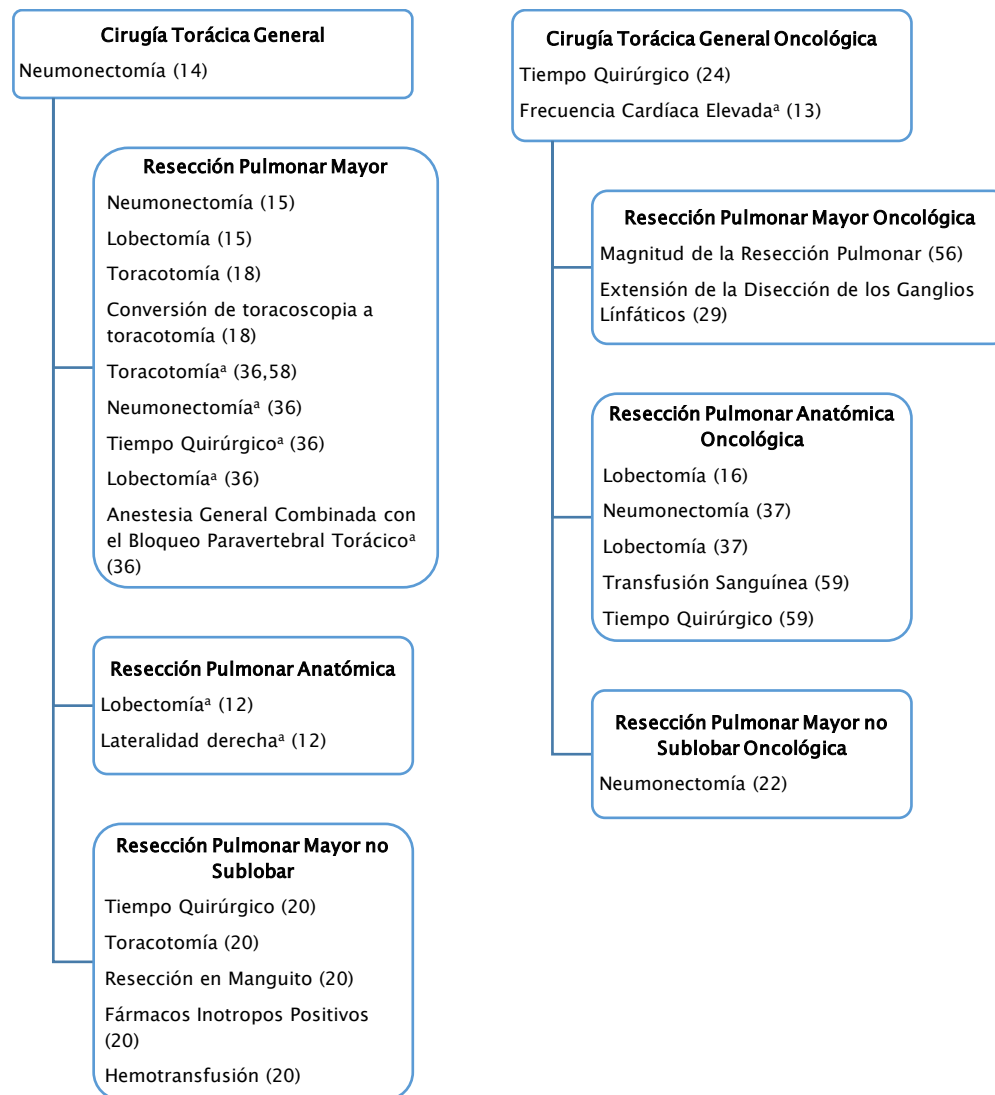 Cirugía Torácica General
Neumonectomía (14)
Resección Pulmonar Mayor
Neumonectomía (15)
Lobectomía (15)
Toracotomía (18)
Conversión de toracoscopia a
toracotomía (18)
Toracotomíaᵃ (36,58)
Neumonectomíaᵃ (36)
Tiempo Quirúrgicoᵃ (36)
Lobectomíaᵃ (36)
Anestesia General Combinada con
el Bloqueo Paravertebral Torácicoᵃ
(36)
Resección Pulmonar Anatómica
Lobectomíaᵃ (12)
Lateralidad derechaᵃ (12)
Resección Pulmonar Mayor no
Sublobar
Tiempo Quirúrgico (20)
Toracotomía (20)
Resección en Manguito (20)
Fármacos Inotropos Positivos
(20)
Hemotransfusión (20)
Cirugía Torácica General Oncológica
Tiempo Quirúrgico (24)
Frecuencia Cardíaca Elevadaᵃ (13)
Resección Pulmonar Mayor Oncológica
Magnitud de la Resección Pulmonar (56)
Extensión de la Disección de los Ganglios
Línfáticos (29)
Resección Pulmonar Anatómica
Oncológica
Lobectomía (16)
Neumonectomía (37)
Lobectomía (37)
Transfusión Sanguínea (59)
Tiempo Quirúrgico (59)
Resección Pulmonar Mayor no
Sublobar Oncológica
Neumonectomía (22)